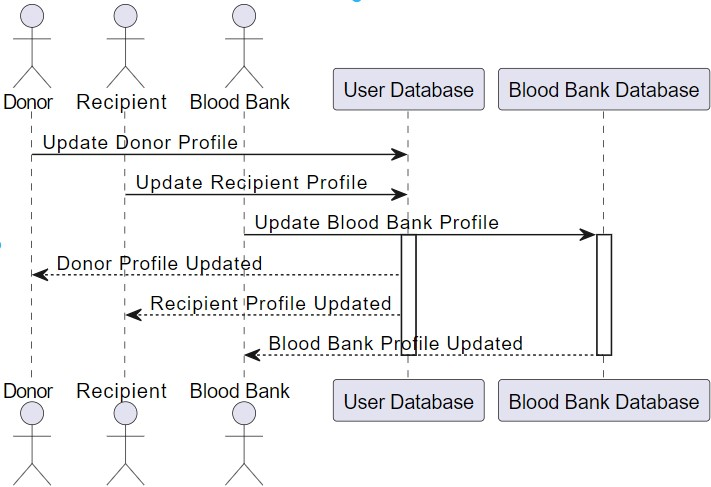 Donor
Recipient
Blood Bank
User Database
Blood Bank Database
Update Donor Profile
Update Recipient Profile
Update Blood Bank Profile
Donor Profile Updated
Recipient Profile Updated
Blood Bank Profile Updated
Donor
Recipient
Blood Bank
User Database
Blood Bank Database